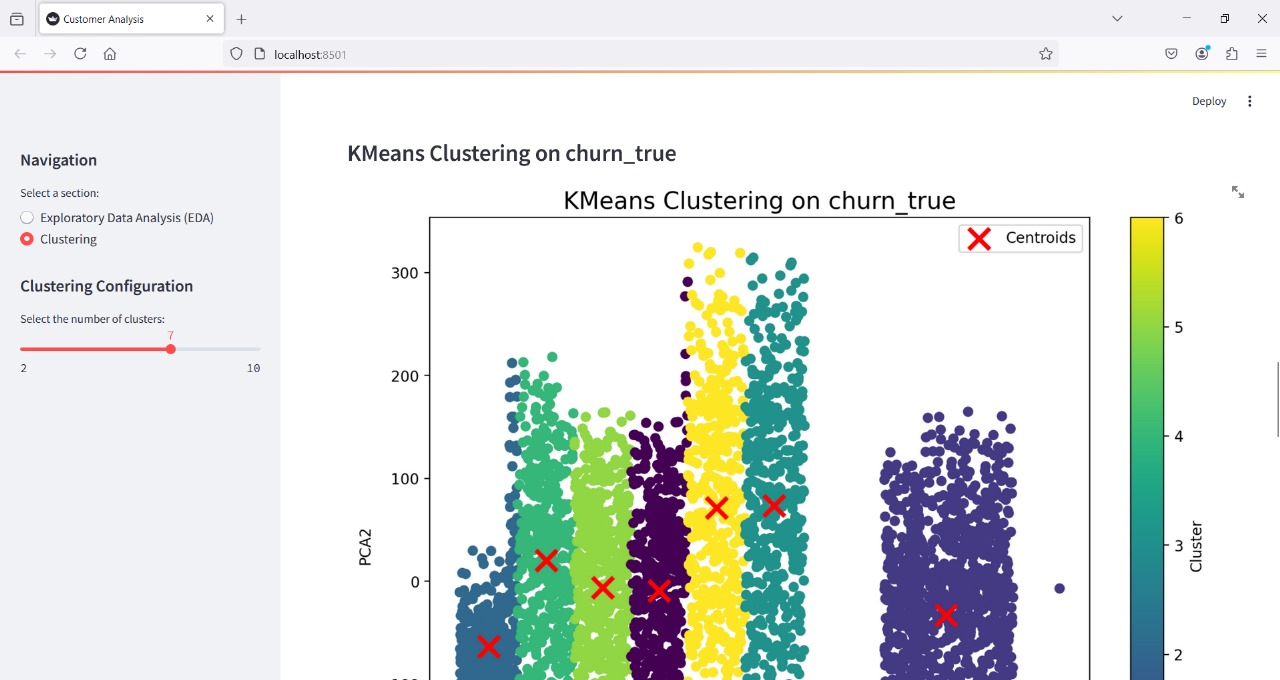 Customer Analysis
localhost:8501
Deploy
Navigation
Select a section:
Exploratory Data Analysis (EDA)
Clustering
Clustering Configuration
Select the number of clusters:
7
2 10
KMeans Clustering on churn_true
KMeans Clustering on churn_true
Centroids
300
200
100
0
PCA2
6
5
4
3
2
Cluster